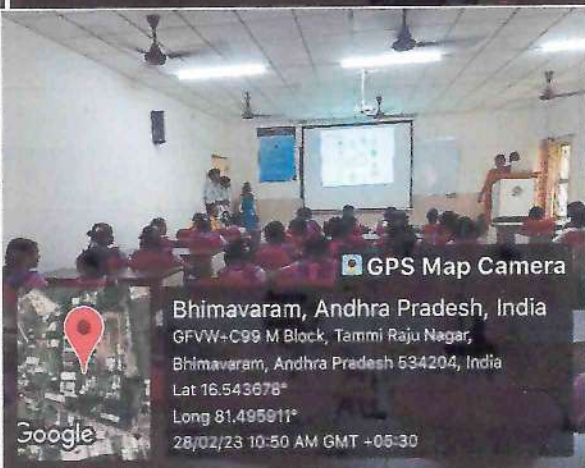 GPS Map Camera
Bhimavaram, Andhra Pradesh, India
GFVW+C99 M Block, Tammi Raju Nagar,
Bhimavaram, Andhra Pradesh 534204, India
Lat 16.543678°
Long 81.495911°
28/02/23 10:50 AM GMT +05:30
Google